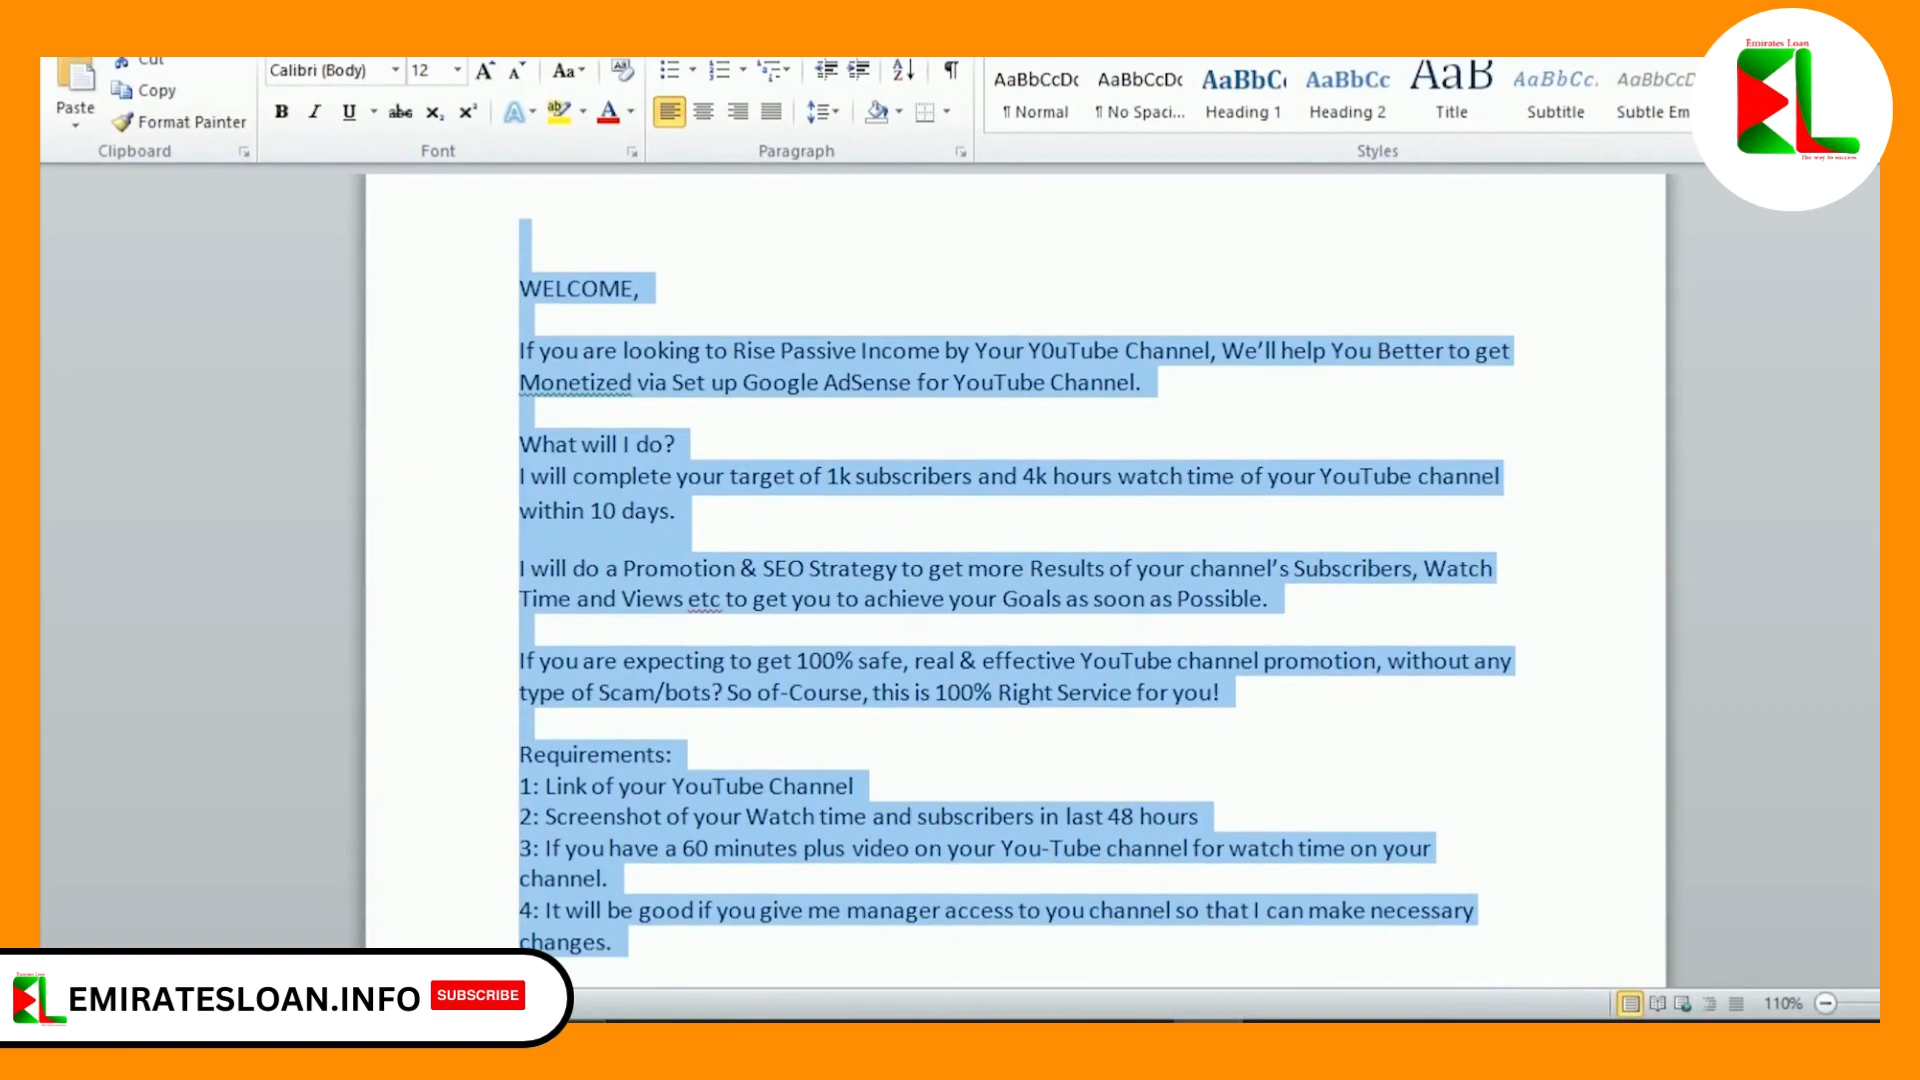 Cut
Copy
Paste
Format Painter
Clipboard
Calibri (Body)
12
Aa
B I U abc X₂ X²
A
Font
Paragraph
AaBbCcDc
¶ Normal
AaBbCcDc
¶ No Spaci...
AaBbC
Heading 1
AaBbCc
Heading 2
AaB
Title
AaBbCc.
Subtitle
AaBbCcD
Subtle Em
Styles
Emirates Loan
EL
The way to success
WELCOME,
If you are looking to Rise Passive Income by Your Y0uTube Channel, We’ll help You Better to get
Monetized via Set up Google AdSense for YouTube Channel.
What will I do?
I will complete your target of 1k subscribers and 4k hours watch time of your YouTube channel
within 10 days.
I will do a Promotion & SEO Strategy to get more Results of your channel’s Subscribers, Watch
Time and Views etc to get you to achieve your Goals as soon as Possible.
If you are expecting to get 100% safe, real & effective YouTube channel promotion, without any
type of Scam/bots? So of-Course, this is 100% Right Service for you!
Requirements:
1: Link of your YouTube Channel
2: Screenshot of your Watch time and subscribers in last 48 hours
3: If you have a 60 minutes plus video on your You-Tube channel for watch time on your
channel.
4: It will be good if you give me manager access to you channel so that I can make necessary
changes.
EMIRATESLOAN.INFO
SUBSCRIBE
110%